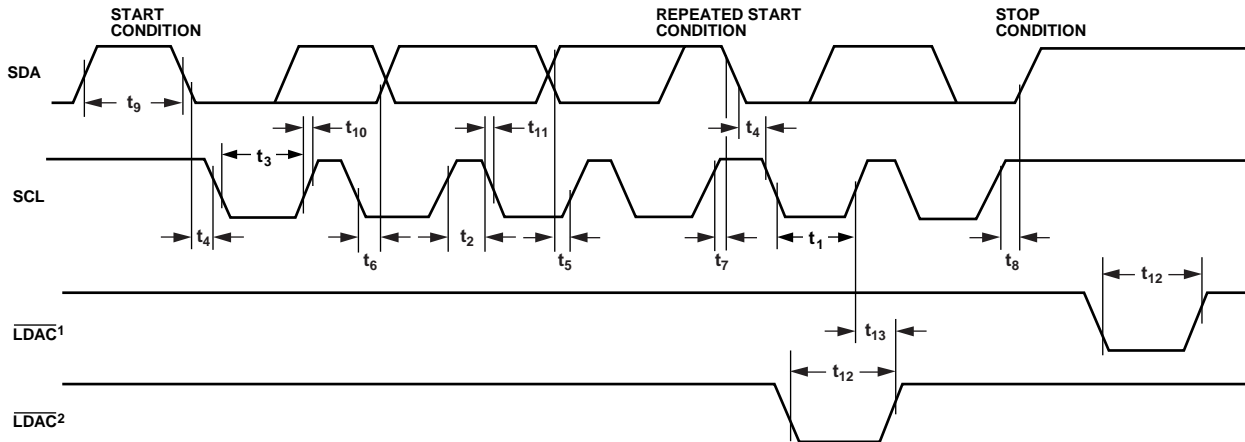 START
CONDITION
REPEATED START
CONDITION
STOP
CONDITION
SDA
t9
t10
t11
t4
t3
SCL
t4
t6
t2
t5
t7
t1
t8
t12
LDAC1
t13
t12
LDAC2